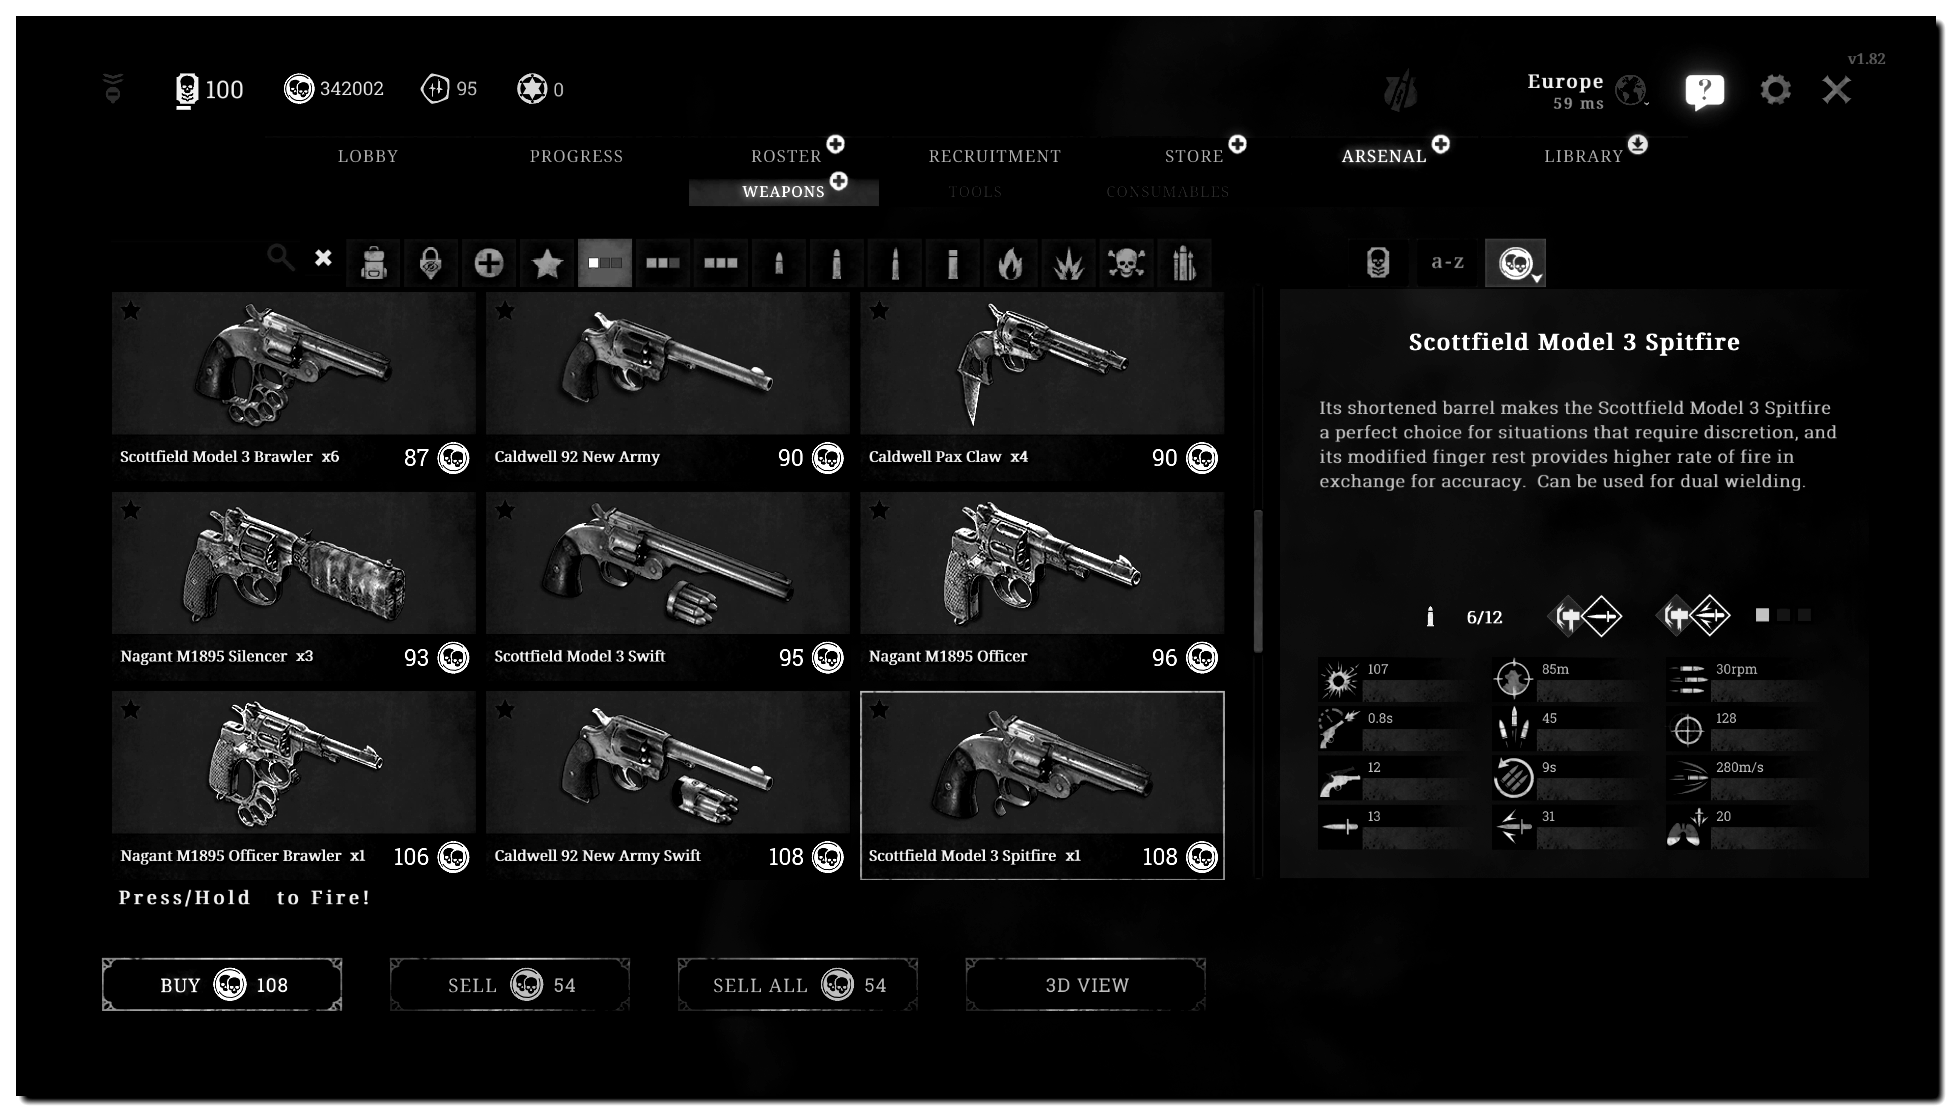 v1.82
100
342002
95
0
Europe
59 ms
?
LOBBY
PROGRESS
ROSTER
RECRUITMENT
STORE
ARSENAL
LIBRARY
WEAPONS
TOOLS
CONSUMABLES
a-z
Scottfield Model 3 Brawler x6 87
Caldwell 92 New Army 90
Caldwell Pax Claw x4 90
Nagant M1895 Silencer x3 93
Scottfield Model 3 Swift 95
Nagant M1895 Officer 96
Nagant M1895 Officer Brawler x1 106
Caldwell 92 New Army Swift 108
Scottfield Model 3 Spitfire x1 108
Scottfield Model 3 Spitfire
Its shortened barrel makes the Scottfield Model 3 Spitfire
a perfect choice for situations that require discretion, and
its modified finger rest provides higher rate of fire in
exchange for accuracy. Can be used for dual wielding.
6/12
107
85m
30rpm
0.8s
45
128
12
9s
280m/s
13
31
20
Press/Hold to Fire!
BUY 108
SELL 54
SELL ALL 54
3D VIEW